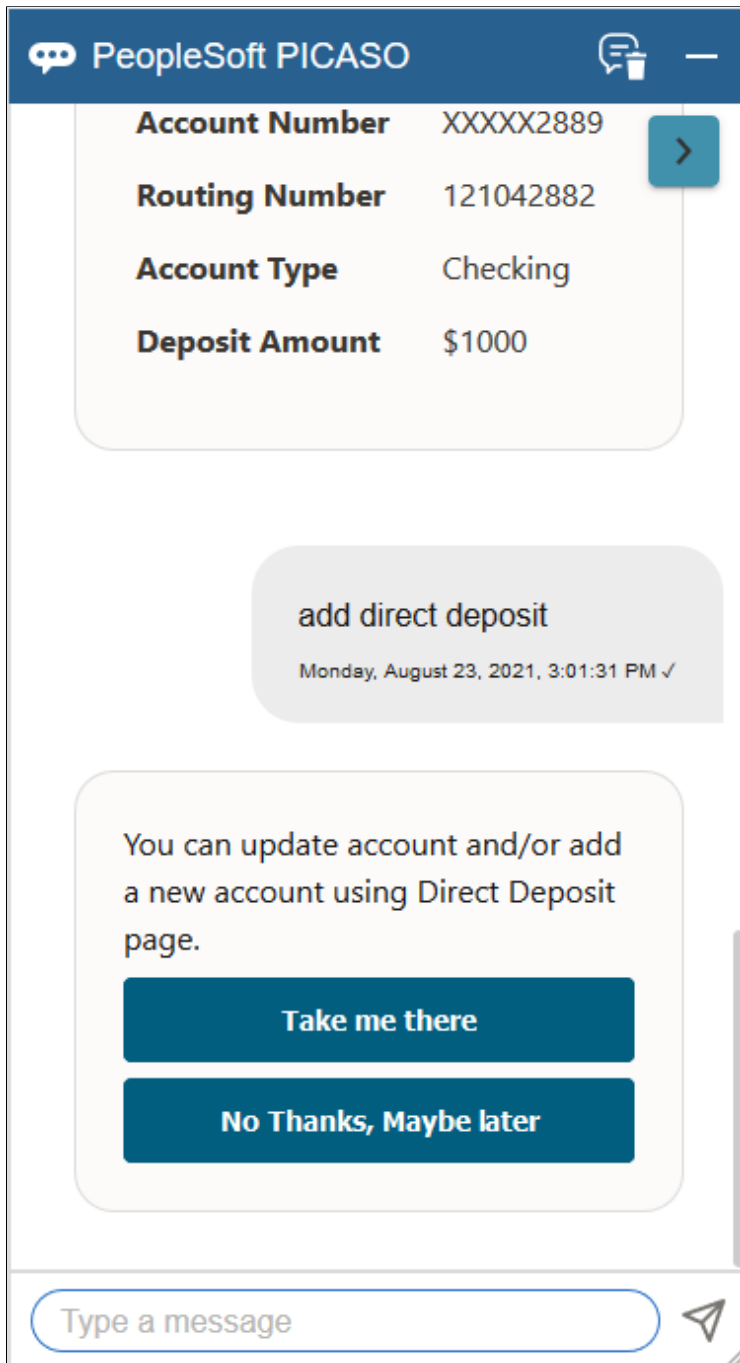 PeopleSoft PICASO
Account Number XXXXX2889
Routing Number 121042882
Account Type Checking
Deposit Amount $1000
add direct deposit
Monday, August 23, 2021, 3:01:31 PM ✓
You can update account and/or add
a new account using Direct Deposit
page.
Take me there
No Thanks, Maybe later
Type a message